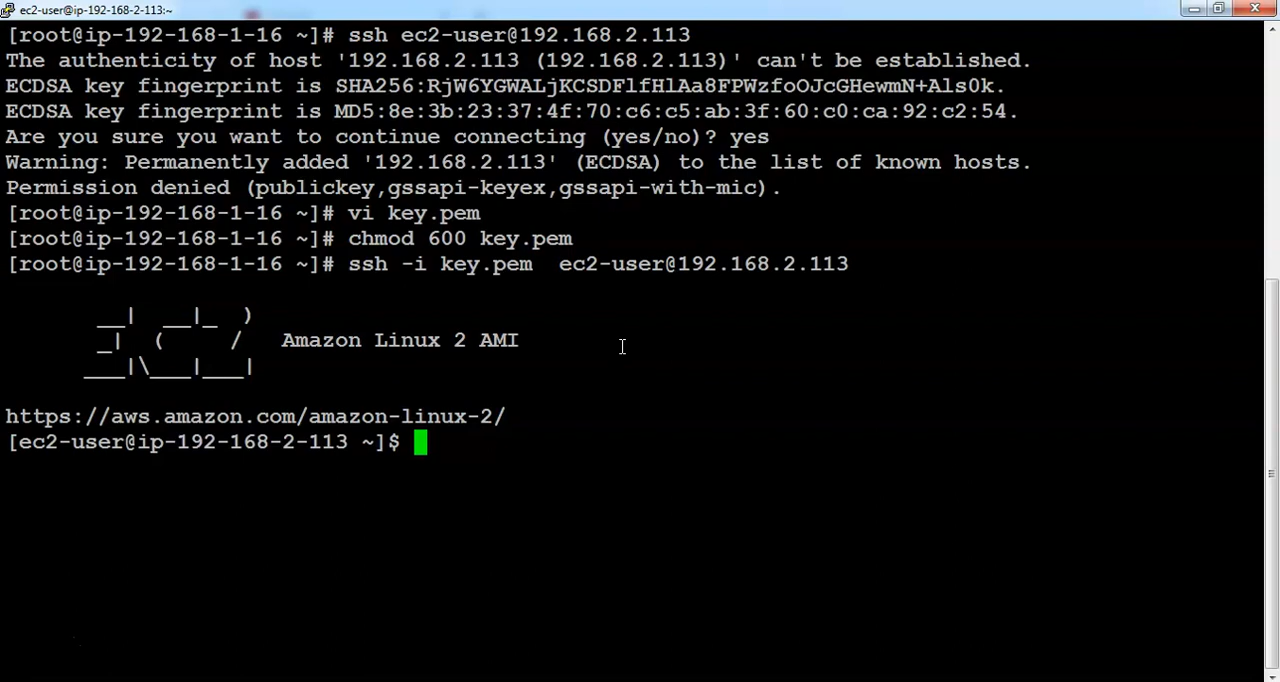 ec2-user@ip-192-168-2-113:~
[root@ip-192-168-1-16 ~]# ssh ec2-user@192.168.2.113
The authenticity of host '192.168.2.113 (192.168.2.113)' can't be established.
ECDSA key fingerprint is SHA256:RjW6YGWALjKCSDFlfHlAa8FPWzfoOJcGHewmN+Als0k.
ECDSA key fingerprint is MD5:8e:3b:23:37:4f:70:c6:c5:ab:3f:60:c0:ca:92:c2:54.
Are you sure you want to continue connecting (yes/no)? yes
Warning: Permanently added '192.168.2.113' (ECDSA) to the list of known hosts.
Permission denied (publickey,gssapi-keyex,gssapi-with-mic).
[root@ip-192-168-1-16 ~]# vi key.pem
[root@ip-192-168-1-16 ~]# chmod 600 key.pem
[root@ip-192-168-1-16 ~]# ssh -i key.pem  ec2-user@192.168.2.113
       __|  __|_  )
       _|  (     /   Amazon Linux 2 AMI
      ___|\___|___|
https://aws.amazon.com/amazon-linux-2/
[ec2-user@ip-192-168-2-113 ~]$